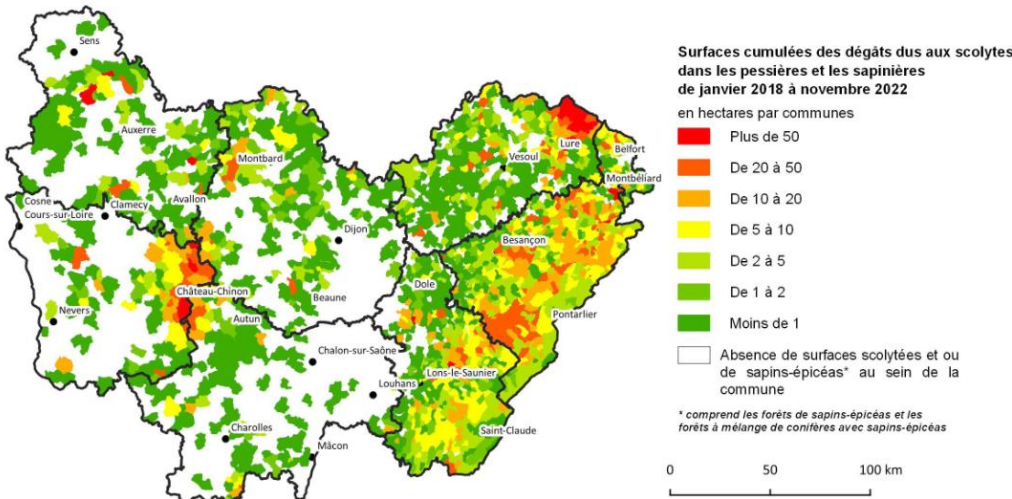 Surfaces cumulées des dégâts dus aux scolytes
dans les pessières et les sapinières
de janvier 2018 à novembre 2022
en hectares par communes
Plus de 50
De 20 à 50
De 10 à 20
De 5 à 10
De 2 à 5
De 1 à 2
Moins de 1
Absence de surfaces scolytées et ou
de sapins-épicéas* au sein de la
commune
* comprend les forêts de sapins-épicéas et les
forêts à mélange de conifères avec sapins-épicéas
0 50 100 km
Sens
Auxerre
Montbard
Vesoul
Lure
Belfort
Montbéliard
Cosne
Cours-sur-Loire
Clamecy
Avallon
Dijon
Besançon
Château-Chinon
Beaune
Dole
Nevers
Autun
Pontarlier
Chalon-sur-Saône
Louhans
Lons-le-Saunier
Charolles
Mâcon
Saint-Claude